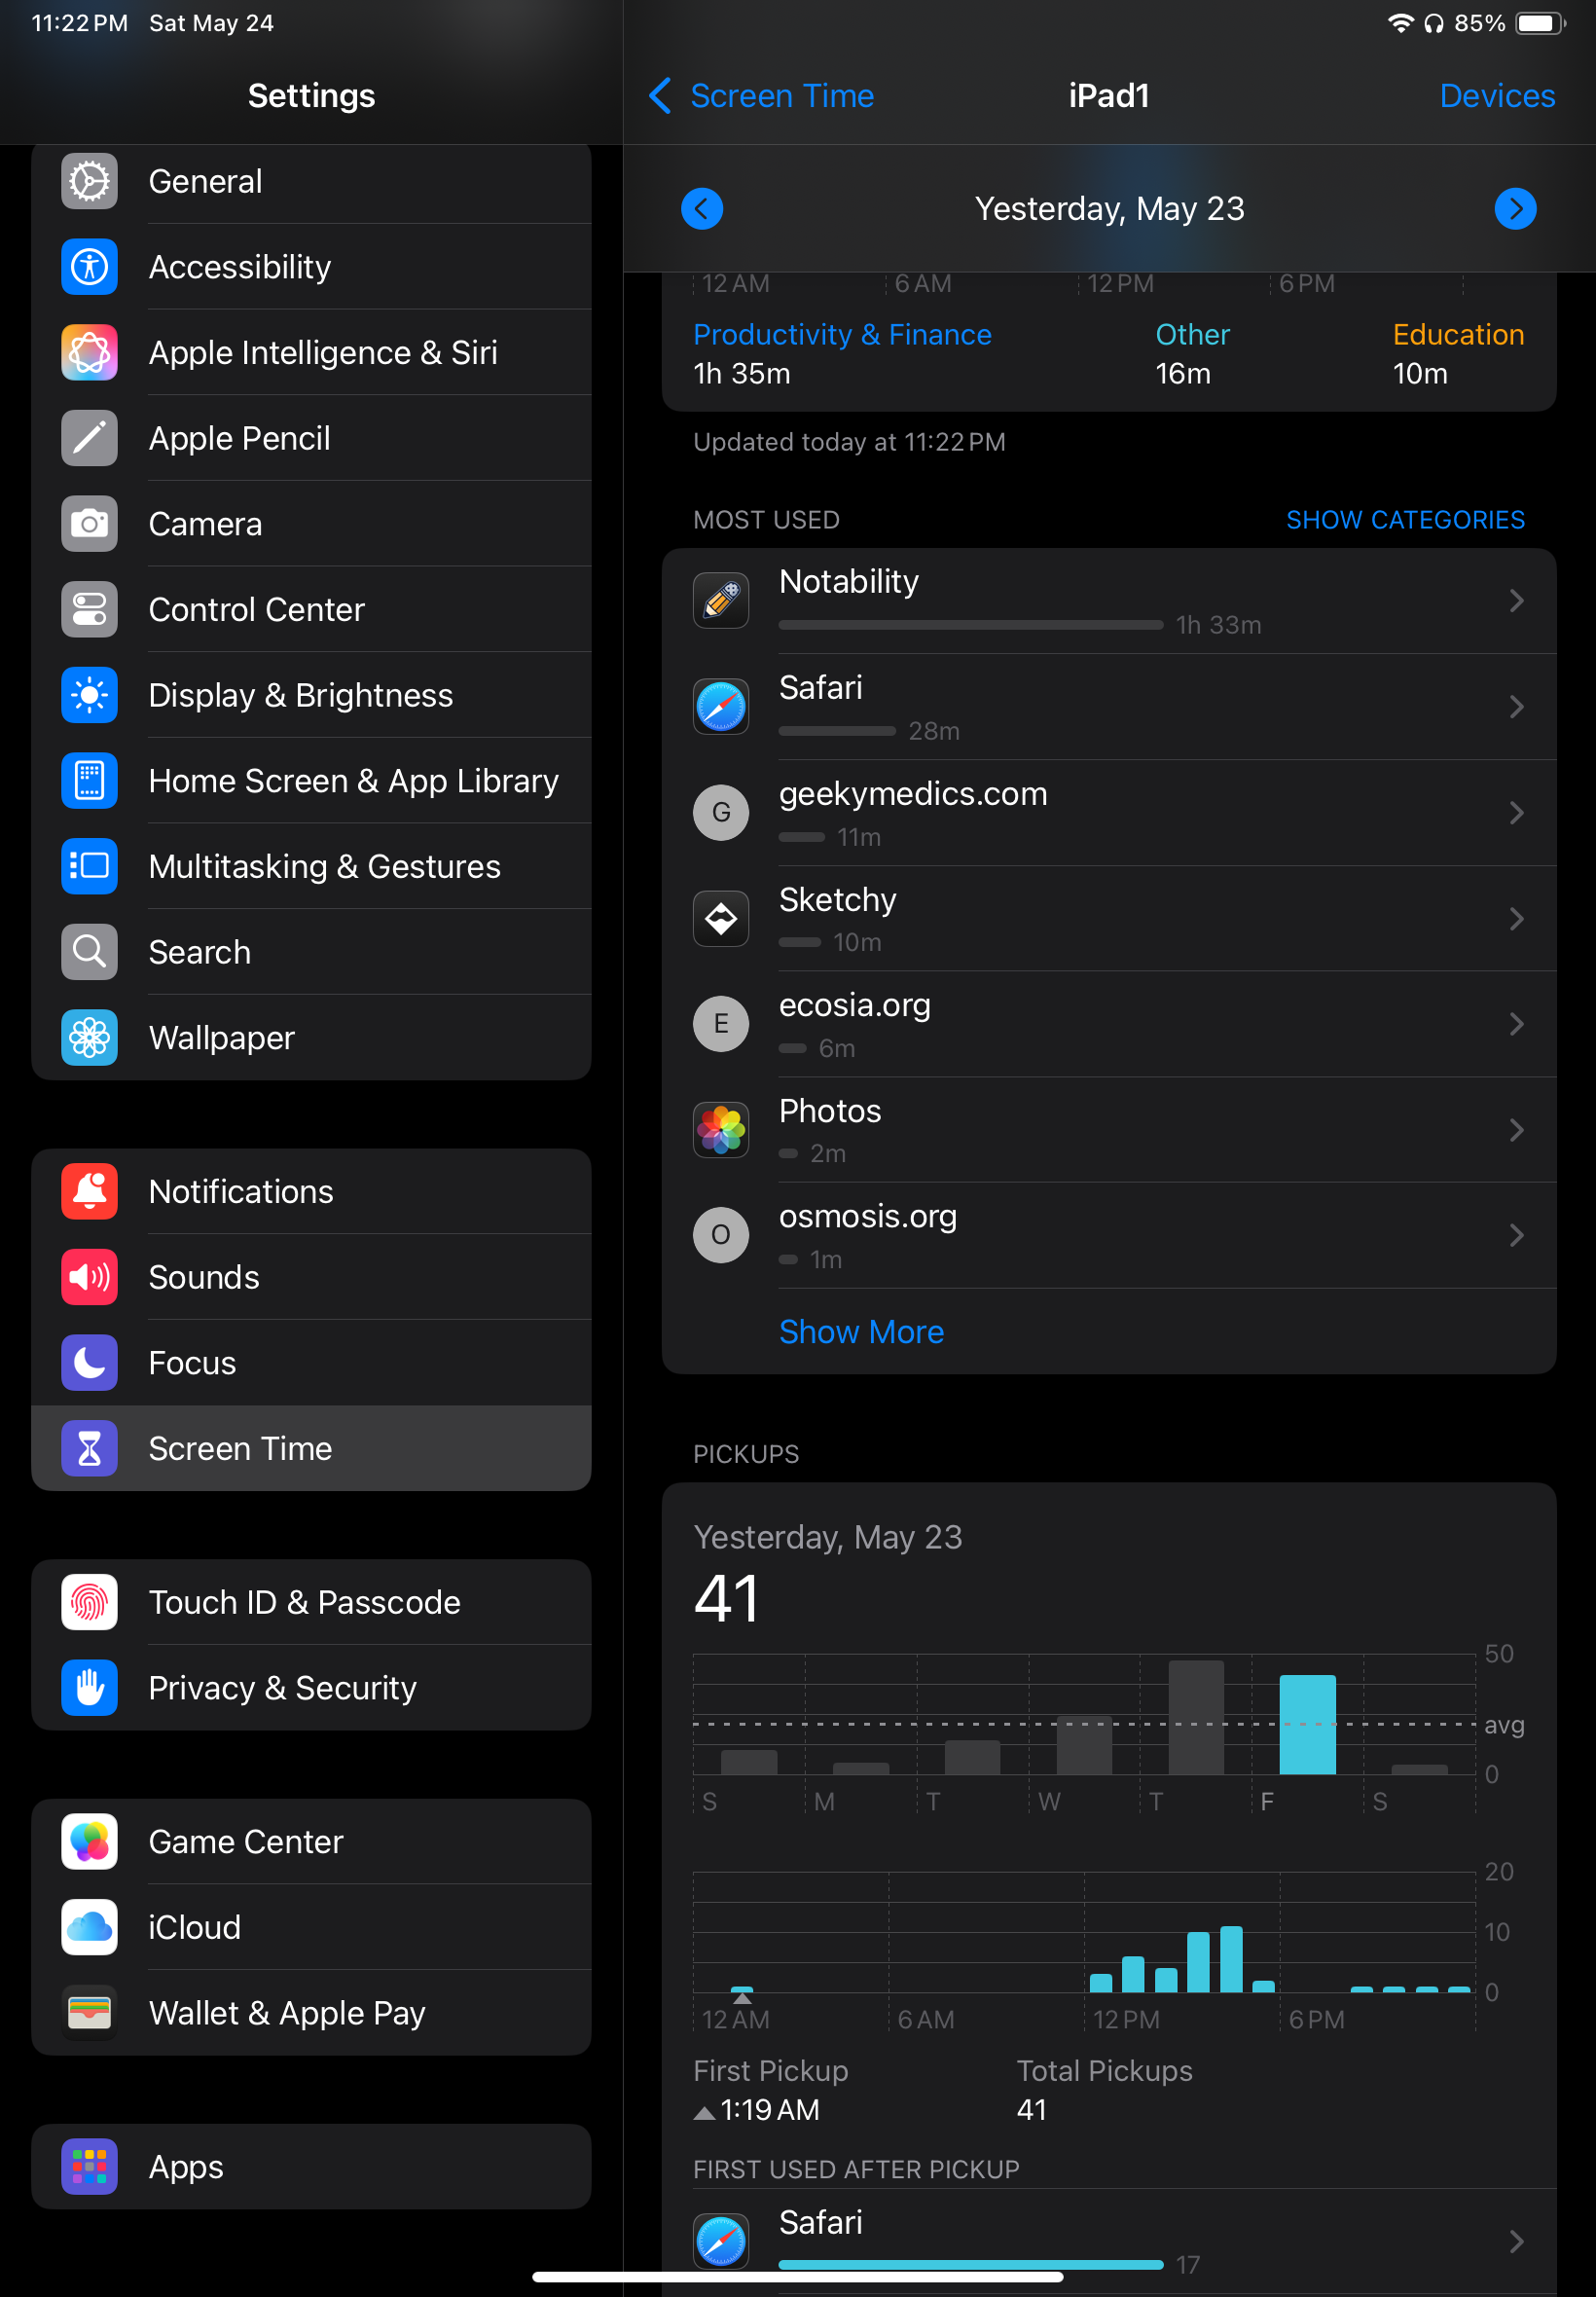 11:22 PM Sat May 24
85%
Settings
General
Accessibility
Apple Intelligence & Siri
Apple Pencil
Camera
Control Center
Display & Brightness
Home Screen & App Library
Multitasking & Gestures
Search
Wallpaper
Notifications
Sounds
Focus
Screen Time
Touch ID & Passcode
Privacy & Security
Game Center
iCloud
Wallet & Apple Pay
Apps
Screen Time
iPad1
Devices
Yesterday, May 23
12 AM 6 AM 12 PM 6 PM
Productivity & Finance Other Education
1h 35m 16m 10m
Updated today at 11:22 PM
MOST USED SHOW CATEGORIES
Notability
1h 33m
Safari
28m
G
geekymedics.com
11m
Sketchy
10m
E
ecosia.org
6m
Photos
2m
O
osmosis.org
1m
Show More
PICKUPS
Yesterday, May 23
41
50
avg
0
S M T W T F S
20
10
0
12 AM 6 AM 12 PM 6 PM
First Pickup Total Pickups
1:19 AM 41
FIRST USED AFTER PICKUP
Safari
17